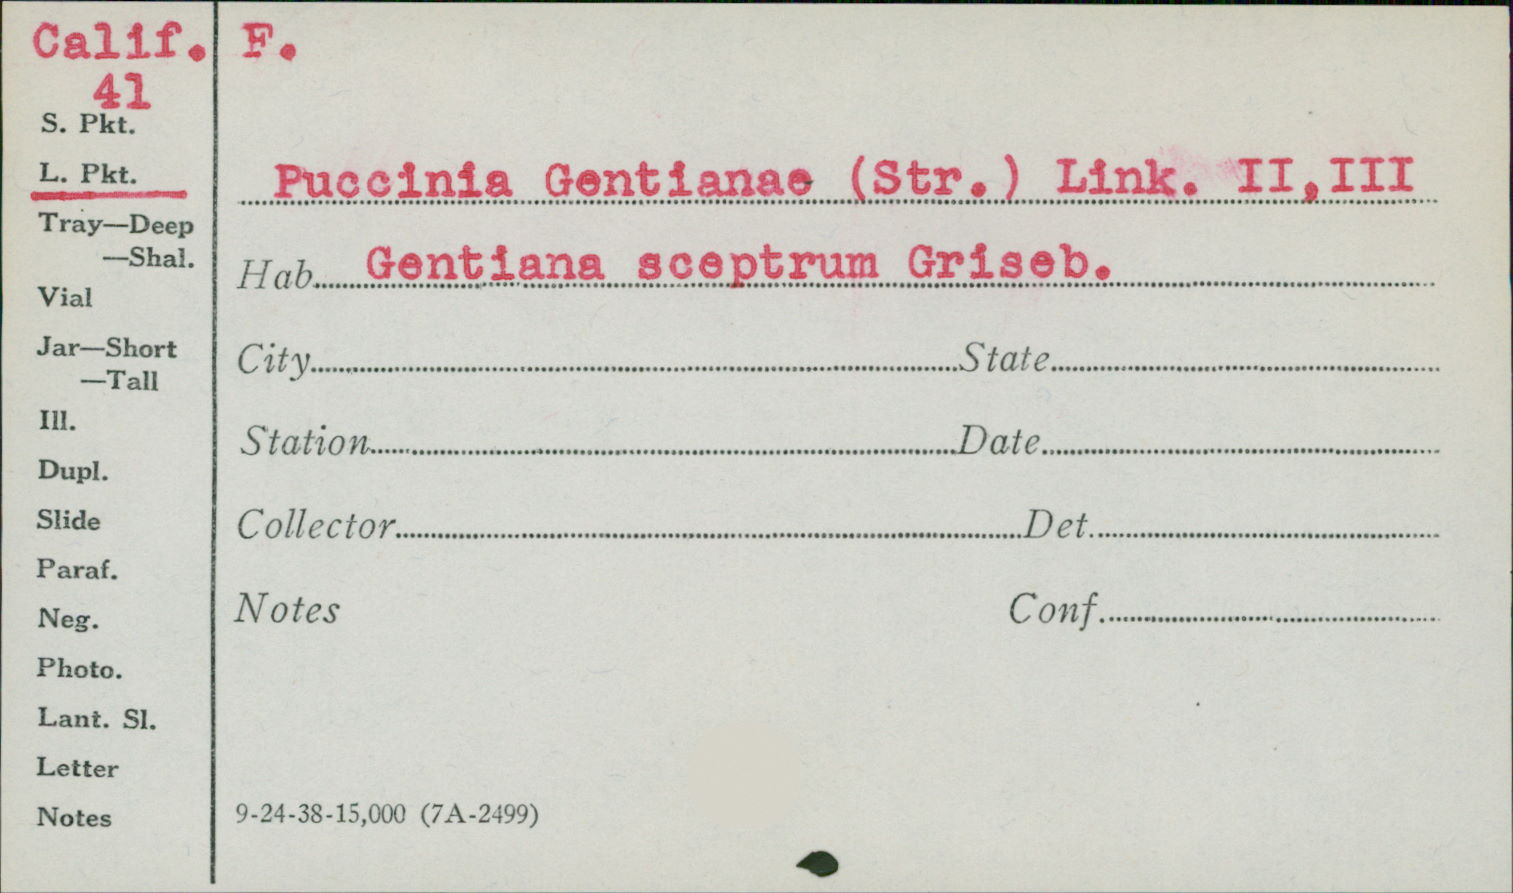 Calif. F.
41
S. Pkt.
L. Pkt.
Tray—Deep
—Shal.
Vial
Jar—Short
—Tall
Ill.
Dupl.
Slide
Paraf.
Neg.
Photo.
Lant. Sl.
Letter
Notes
Puccinia Gentianae (Str.) Link. II,III
Hab. Gentiana sceptrum Griseb.
City State
Station Date
Collector Det.
Notes Conf.
9-24-38-15,000 (7A-2499)